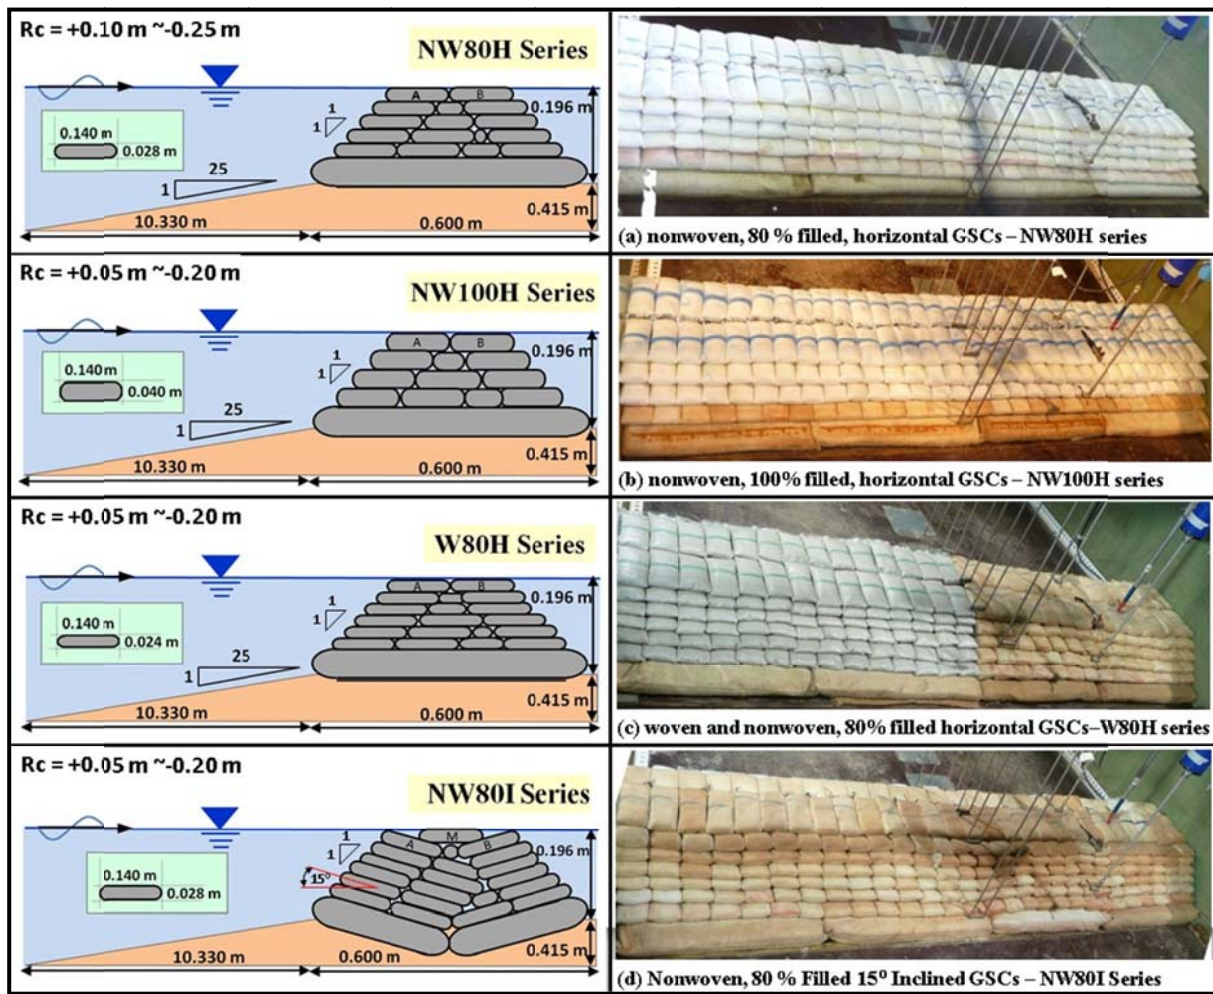 Rc = +0.10 m ~-0.25 m
NW80H Series
A
B
0.196 m
1
1
0.140 m
0.028 m
25
1
10.330 m
0.600 m
0.415 m
(a) nonwoven, 80 % filled, horizontal GSCs – NW80H series
Rc = +0.05 m ~-0.20 m
NW100H Series
A
B
0.196 m
1
1
0.140 m
0.040 m
25
1
10.330 m
0.600 m
0.415 m
(b) nonwoven, 100% filled, horizontal GSCs – NW100H series
Rc = +0.05 m ~-0.20 m
W80H Series
A
B
0.196 m
1
1
0.140 m
0.024 m
25
1
10.330 m
0.600 m
0.415 m
(c) woven and nonwoven, 80% filled horizontal GSCs–W80H series
Rc = +0.05 m ~-0.20 m
NW80I Series
M
A
B
0.196 m
1
1
15⁰
0.140 m
0.028 m
10.330 m
0.600 m
0.415 m
(d) Nonwoven, 80 % Filled 15⁰ Inclined GSCs – NW80I Series